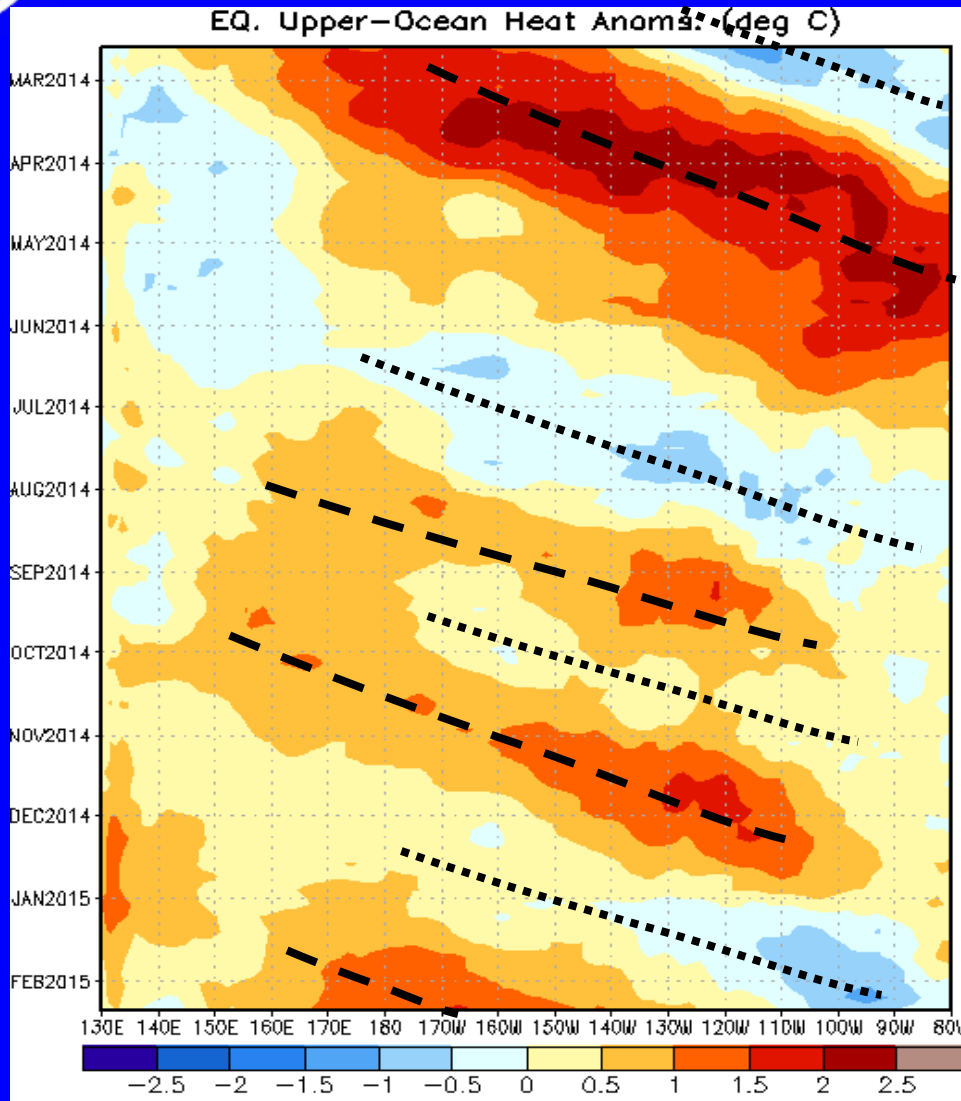 EQ. Upper-Ocean Heat Anoms. (deg C)
MAR2014
APR2014
MAY2014
JUN2014
JUL2014
AUG2014
SEP2014
OCT2014
NOV2014
DEC2014
JAN2015
FEB2015
130E 140E 150E 160E 170E 180 170W 160W 150W 140W 130W 120W 110W 100W 90W 80W
-2.5 -2 -1.5 -1 -0.5 0 0.5 1 1.5 2 2.5